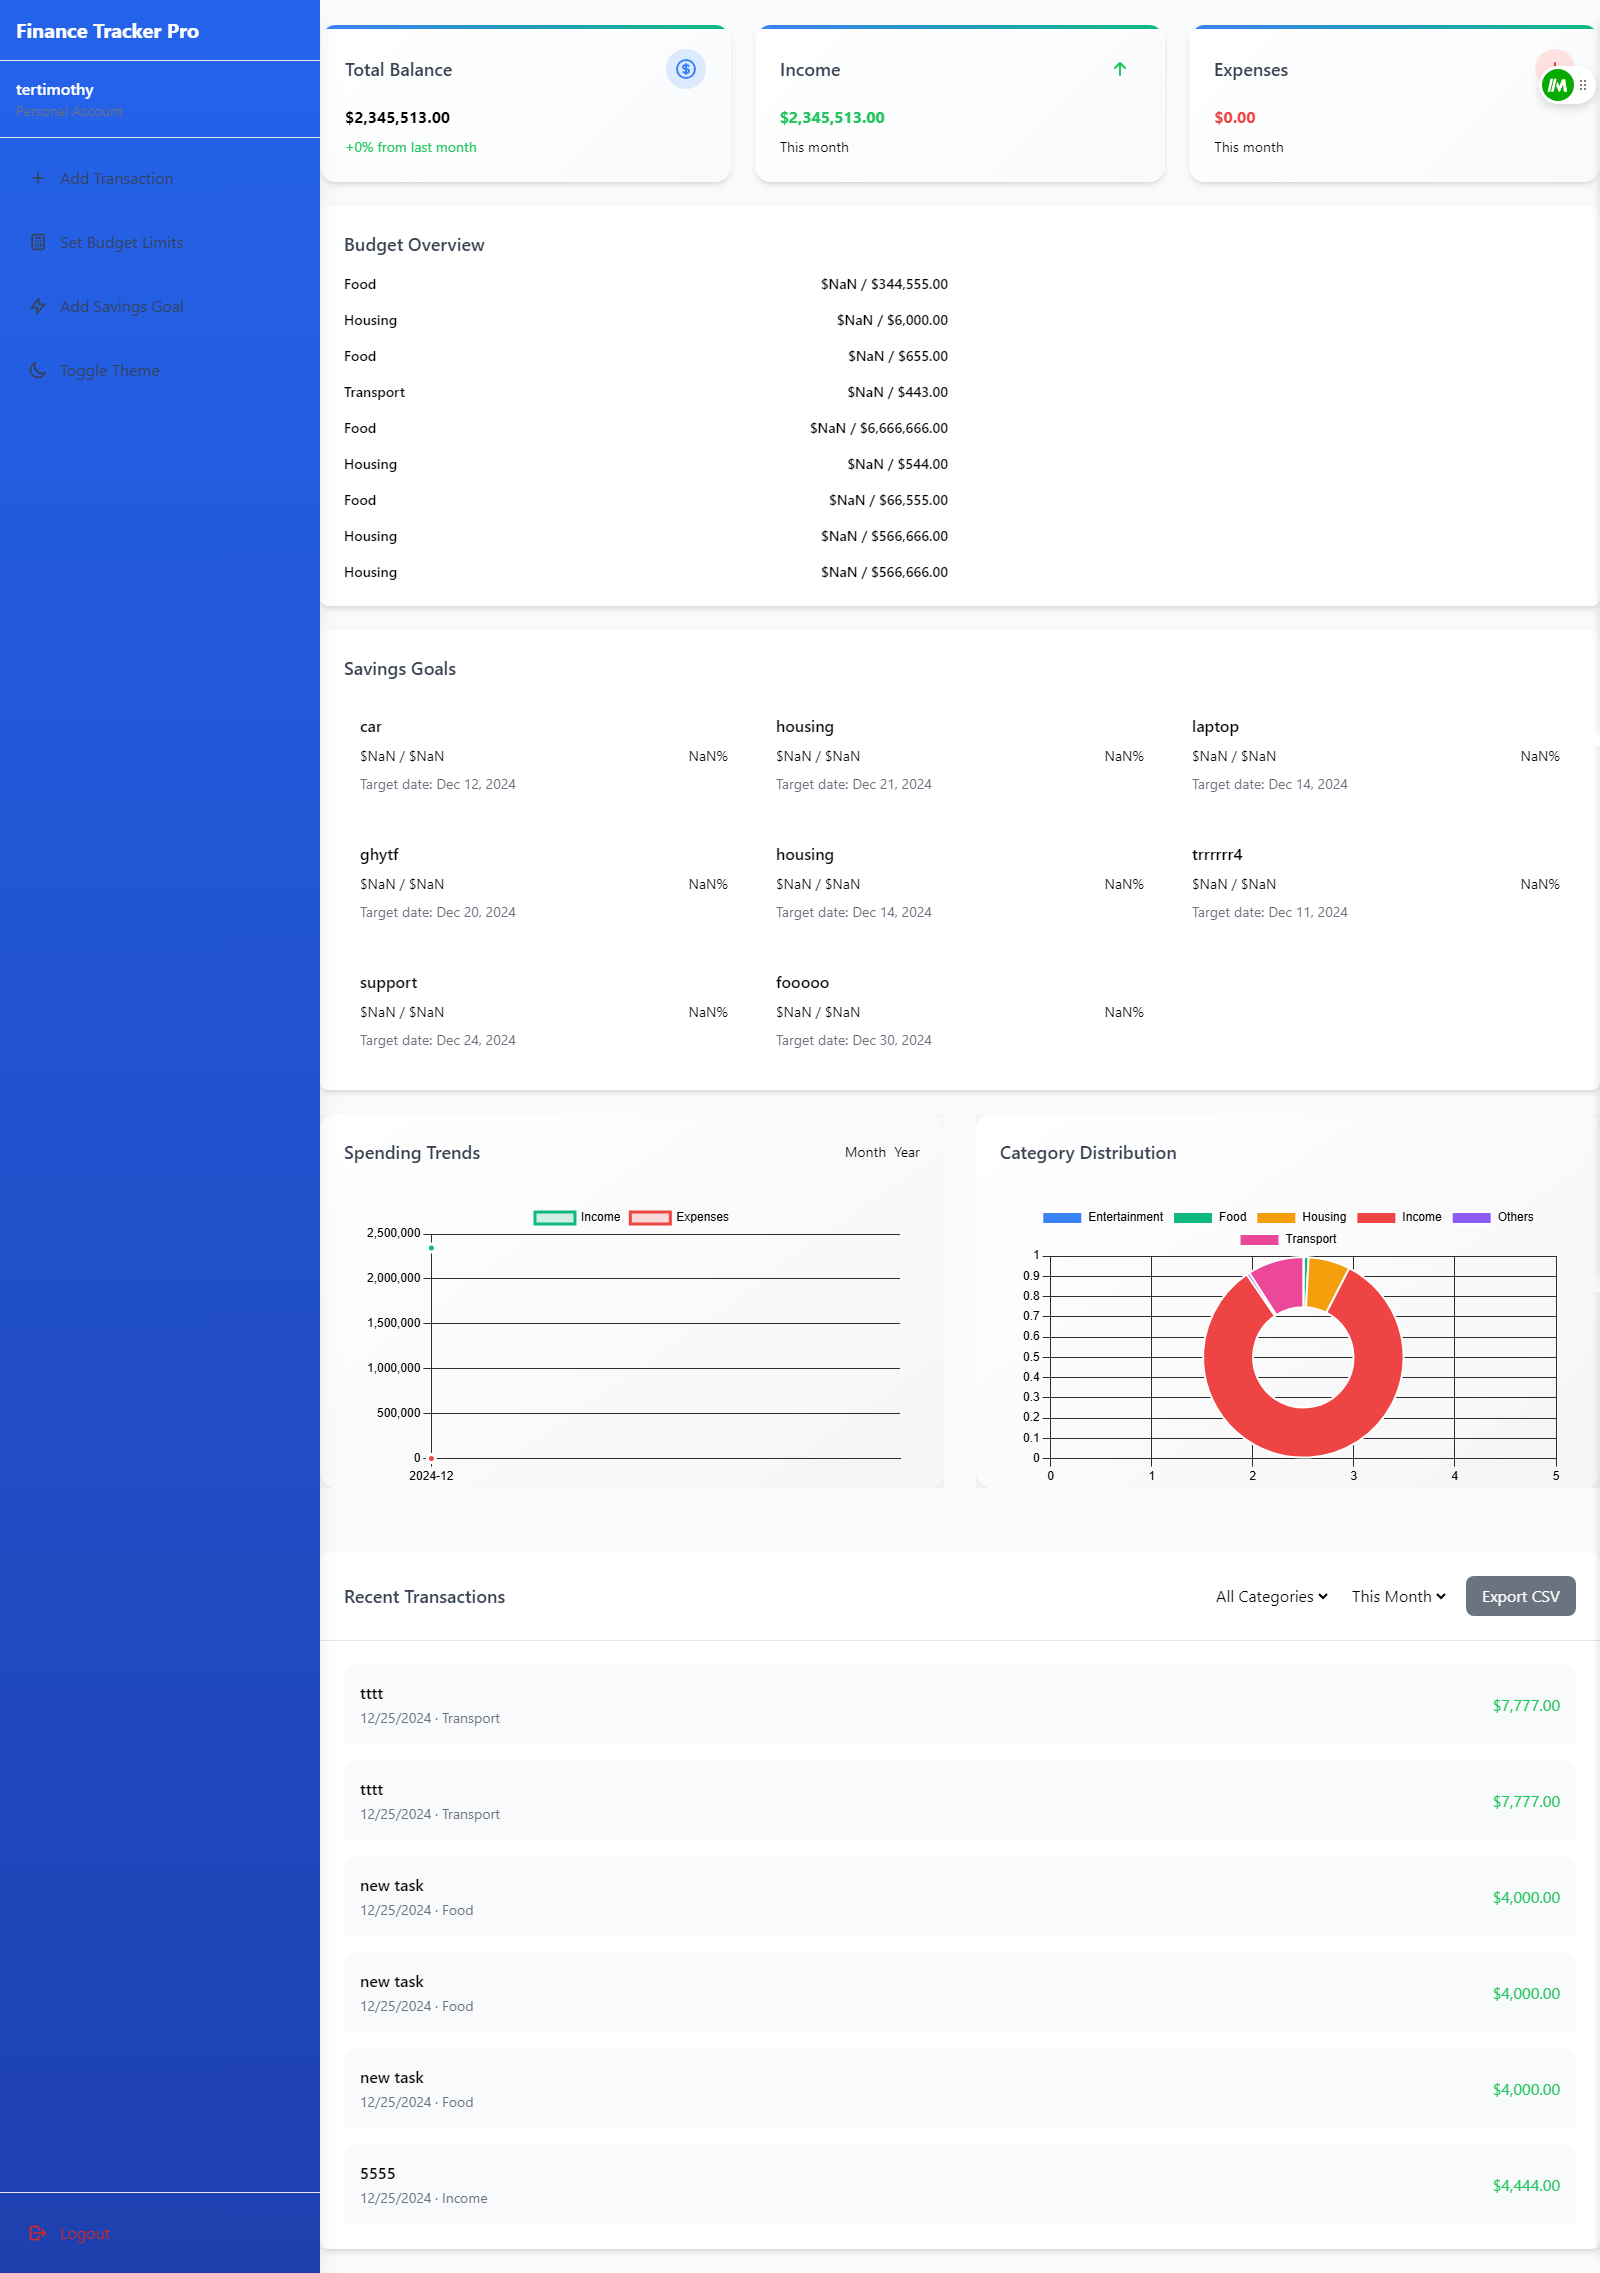 Finance Tracker Pro
tertimothy
Personal Account
Add Transaction
Set Budget Limits
Add Savings Goal
Toggle Theme
Logout
Total Balance
$2,345,513.00
+0% from last month
Income
$2,345,513.00
This month
Expenses
$0.00
This month
Budget Overview
Food $NaN / $344,555.00
Housing $NaN / $6,000.00
Food $NaN / $655.00
Transport $NaN / $443.00
Food $NaN / $6,666,666.00
Housing $NaN / $544.00
Food $NaN / $66,555.00
Housing $NaN / $566,666.00
Housing $NaN / $566,666.00
Savings Goals
car
$NaN / $NaN NaN%
Target date: Dec 12, 2024
housing
$NaN / $NaN NaN%
Target date: Dec 21, 2024
laptop
$NaN / $NaN NaN%
Target date: Dec 14, 2024
ghytf
$NaN / $NaN NaN%
Target date: Dec 20, 2024
housing
$NaN / $NaN NaN%
Target date: Dec 14, 2024
trrrrrr4
$NaN / $NaN NaN%
Target date: Dec 11, 2024
support
$NaN / $NaN NaN%
Target date: Dec 24, 2024
fooooo
$NaN / $NaN NaN%
Target date: Dec 30, 2024
Spending Trends Month Year
Income Expenses
2,500,000
2,000,000
1,500,000
1,000,000
500,000
0
2024-12
Category Distribution
Entertainment Food Housing Income Others
Transport
1
0.9
0.8
0.7
0.6
0.5
0.4
0.3
0.2
0.1
0
0 1 2 3 4 5
Recent Transactions All Categories This Month Export CSV
tttt
12/25/2024 · Transport
$7,777.00
tttt
12/25/2024 · Transport
$7,777.00
new task
12/25/2024 · Food
$4,000.00
new task
12/25/2024 · Food
$4,000.00
new task
12/25/2024 · Food
$4,000.00
5555
12/25/2024 · Income
$4,444.00